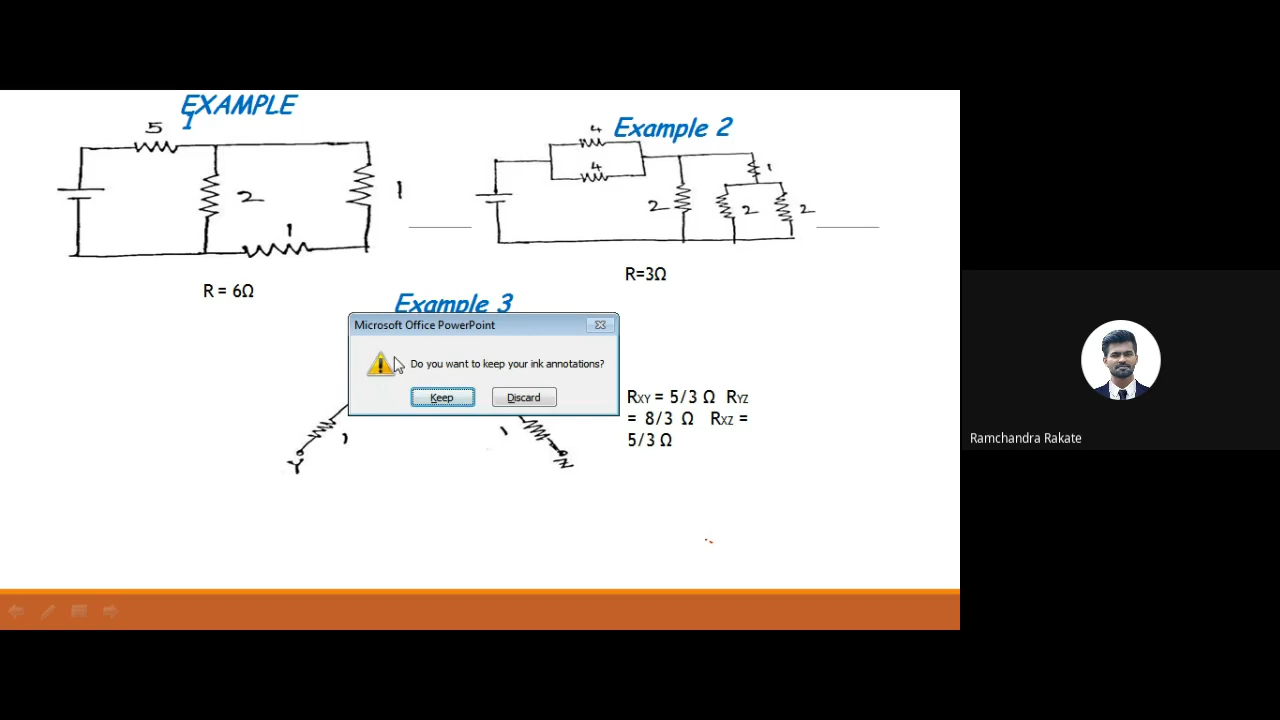 EXAMPLE
1
5
2
1
1
R = 6Ω
Example 2
4
4
2
1
2
2
R=3Ω
Example 3
Microsoft Office PowerPoint
Do you want to keep your ink annotations?
Keep
Discard
Y
1
1
Z
RXY = 5/3 Ω RYZ
= 8/3 Ω RXZ =
5/3 Ω
Ramchandra Rakate